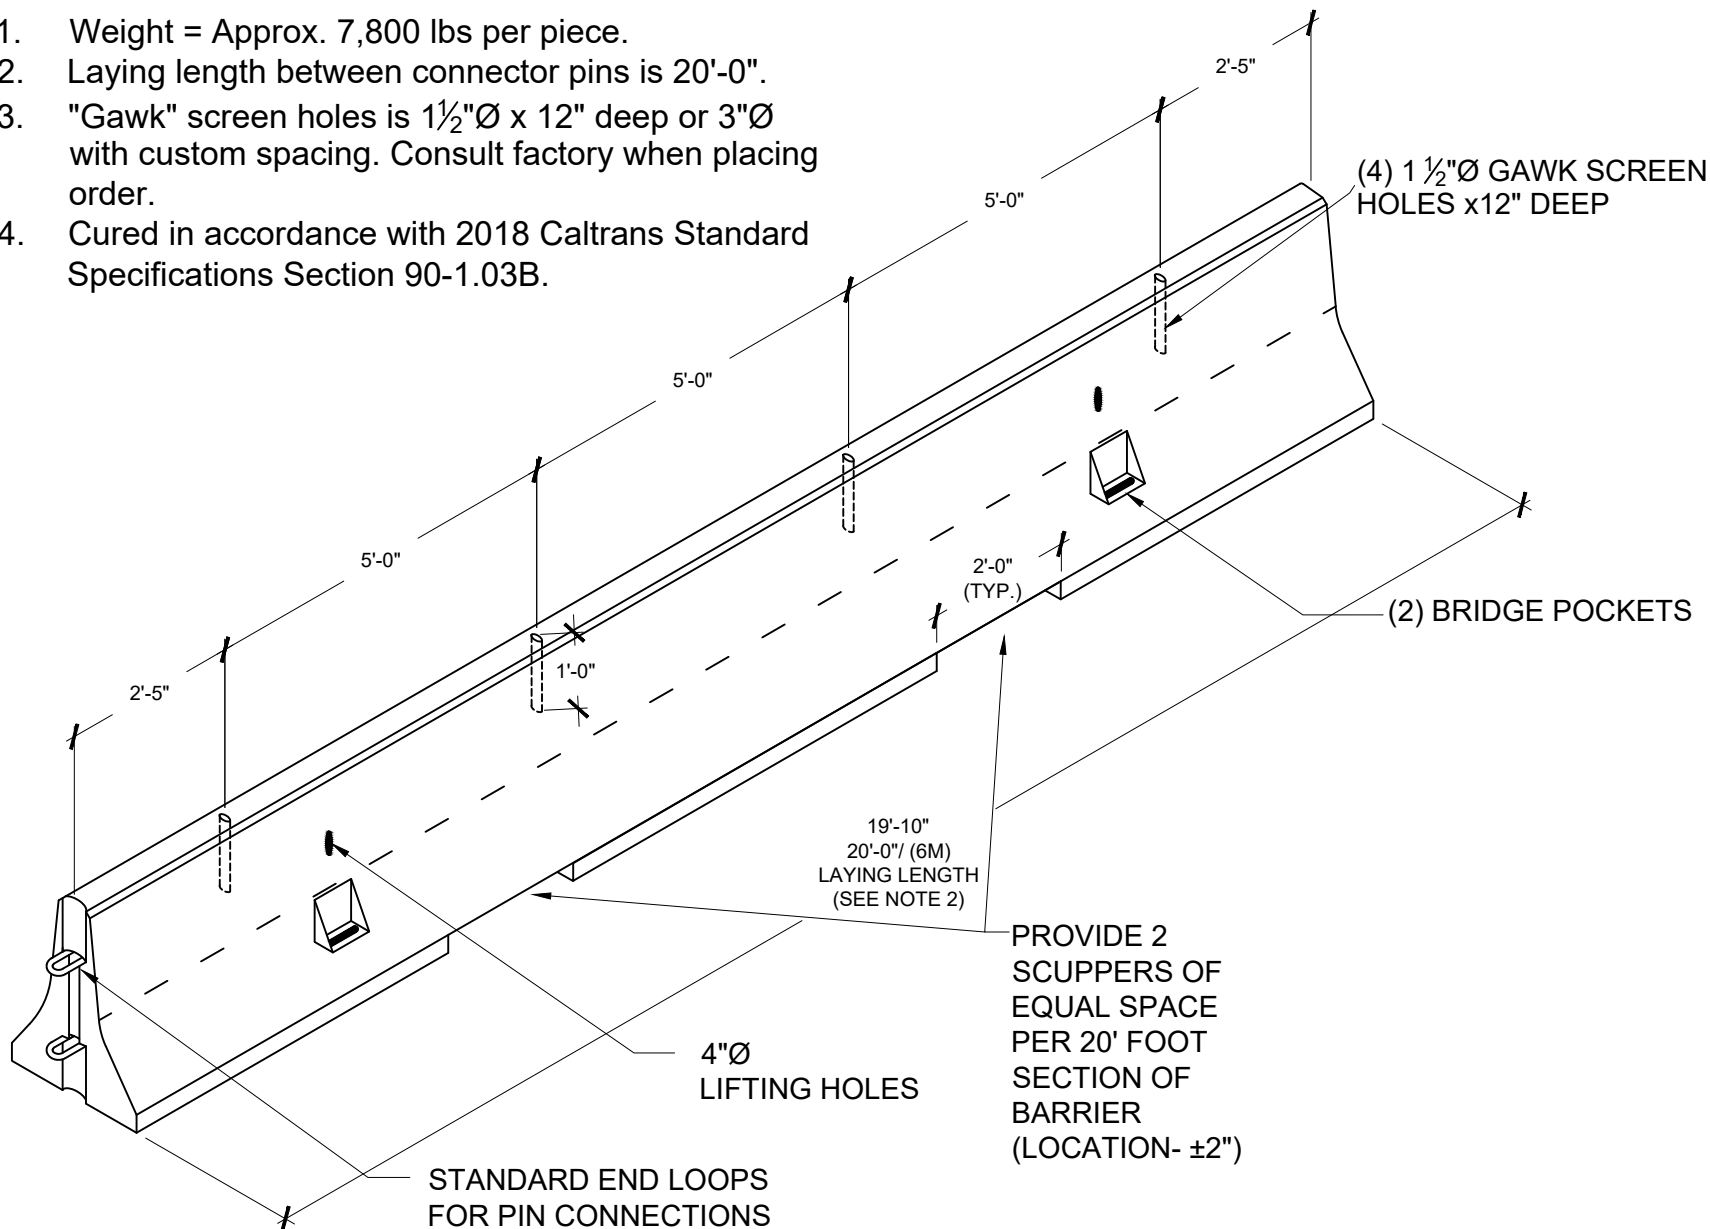 1. Weight = Approx. 7,800 lbs per piece.
2. Laying length between connector pins is 20'-0".
3. "Gawk" screen holes is 1½"Ø x 12" deep or 3"Ø
with custom spacing. Consult factory when placing
order.
4. Cured in accordance with 2018 Caltrans Standard
Specifications Section 90-1.03B.
2'-5"
5'-0"
5'-0"
5'-0"
2'-5"
(4) 1 ½"Ø GAWK SCREEN
HOLES x12" DEEP
1'-0"
2'-0"
(TYP.)
(2) BRIDGE POCKETS
19'-10"
20'-0"/ (6M)
LAYING LENGTH
(SEE NOTE 2)
PROVIDE 2
SCUPPERS OF
EQUAL SPACE
PER 20' FOOT
SECTION OF
BARRIER
(LOCATION- ±2")
4"Ø
LIFTING HOLES
STANDARD END LOOPS
FOR PIN CONNECTIONS